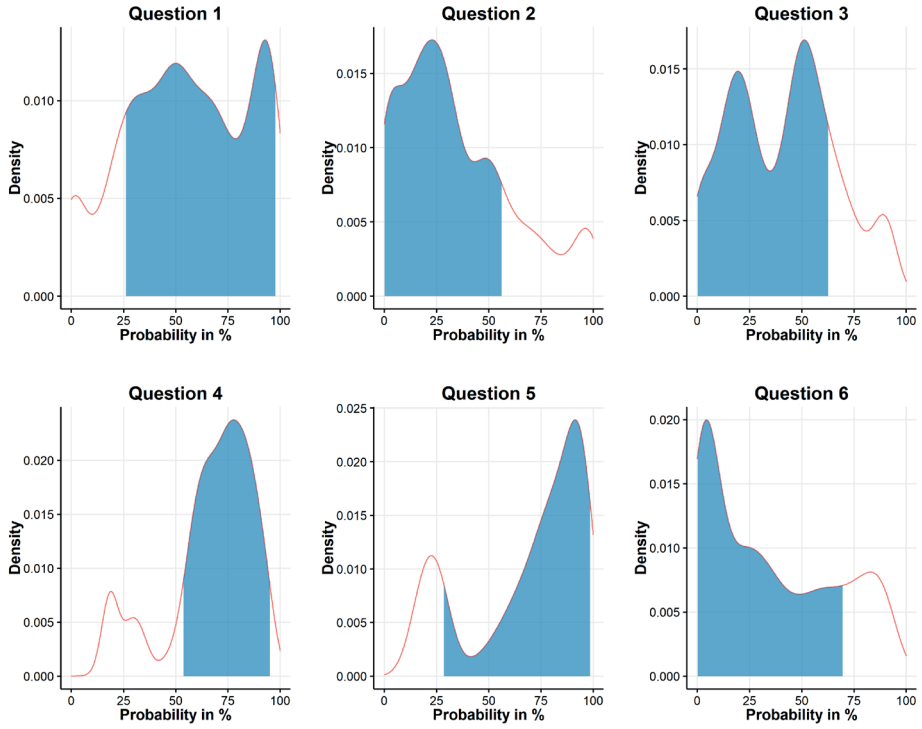 Question 1
Density
0.010
0.005
0.000
0 25 50 75 100
Probability in %
Question 2
Density
0.015
0.010
0.005
0.000
0 25 50 75 100
Probability in %
Question 3
Density
0.015
0.010
0.005
0.000
0 25 50 75 100
Probability in %
Question 4
Density
0.020
0.015
0.010
0.005
0.000
0 25 50 75 100
Probability in %
Question 5
Density
0.025
0.020
0.015
0.010
0.005
0.000
0 25 50 75 100
Probability in %
Question 6
Density
0.020
0.015
0.010
0.005
0.000
0 25 50 75 100
Probability in %